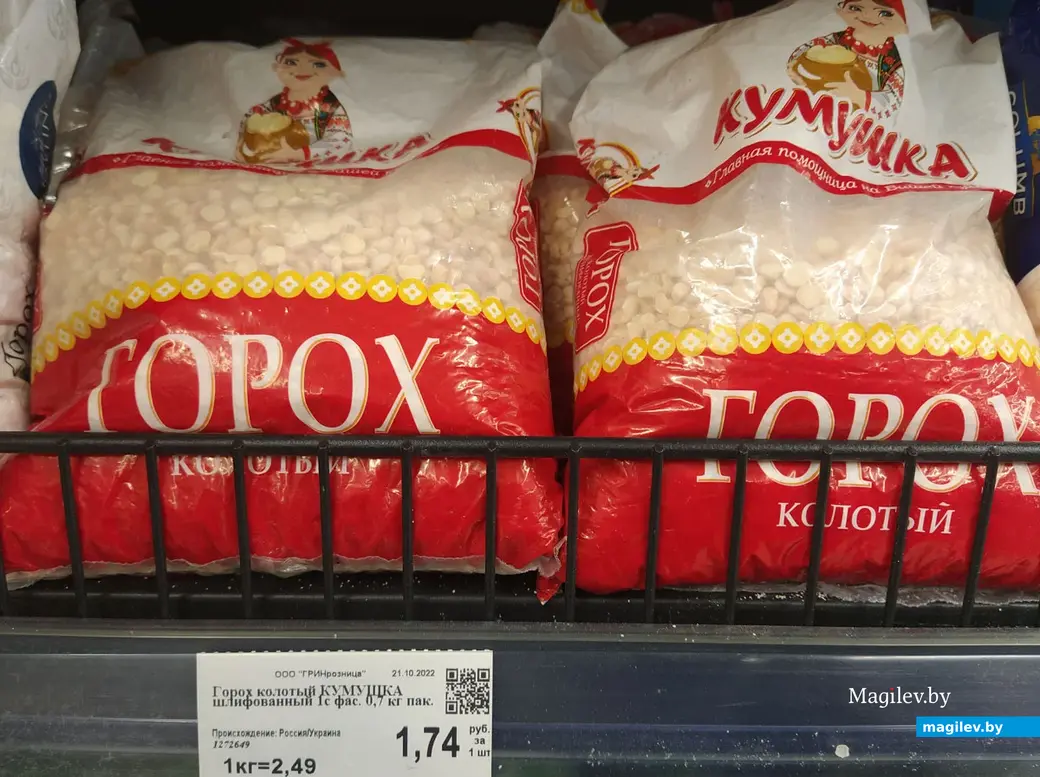 КУМУШКА
Главная помощница на Вашей
ГОРОХ
ГОРОХ
КОЛОТЫЙ
ГОРОХ
КОЛОТЫЙ
ООО "ГРИНрозница" 21.10.2022
Горох колотый КУМУШКА
шлифованный 1с фас. 0,7 кг пак.
Происхождение: Россия/Украина
1272649
1,74 руб. за 1 шт
1кг=2,49
Magilev.by
magilev.by